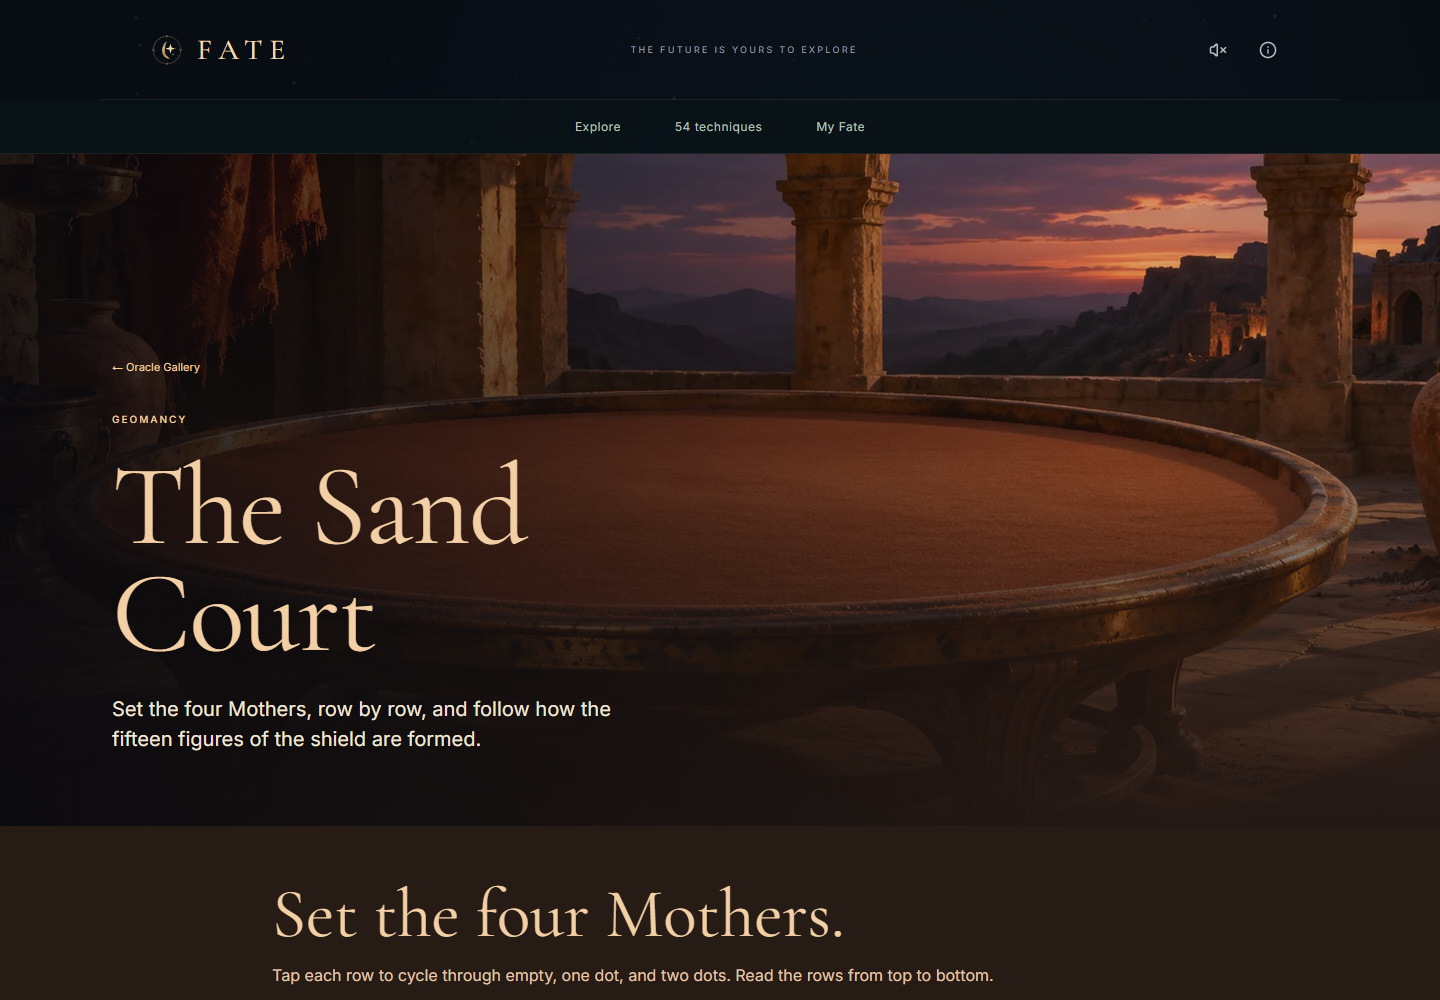 FATE
THE FUTURE IS YOURS TO EXPLORE
Explore
54 techniques
My Fate
← Oracle Gallery
GEOMANCY
The Sand
Court
Set the four Mothers, row by row, and follow how the
fifteen figures of the shield are formed.
Set the four Mothers.
Tap each row to cycle through empty, one dot, and two dots. Read the rows from top to bottom.